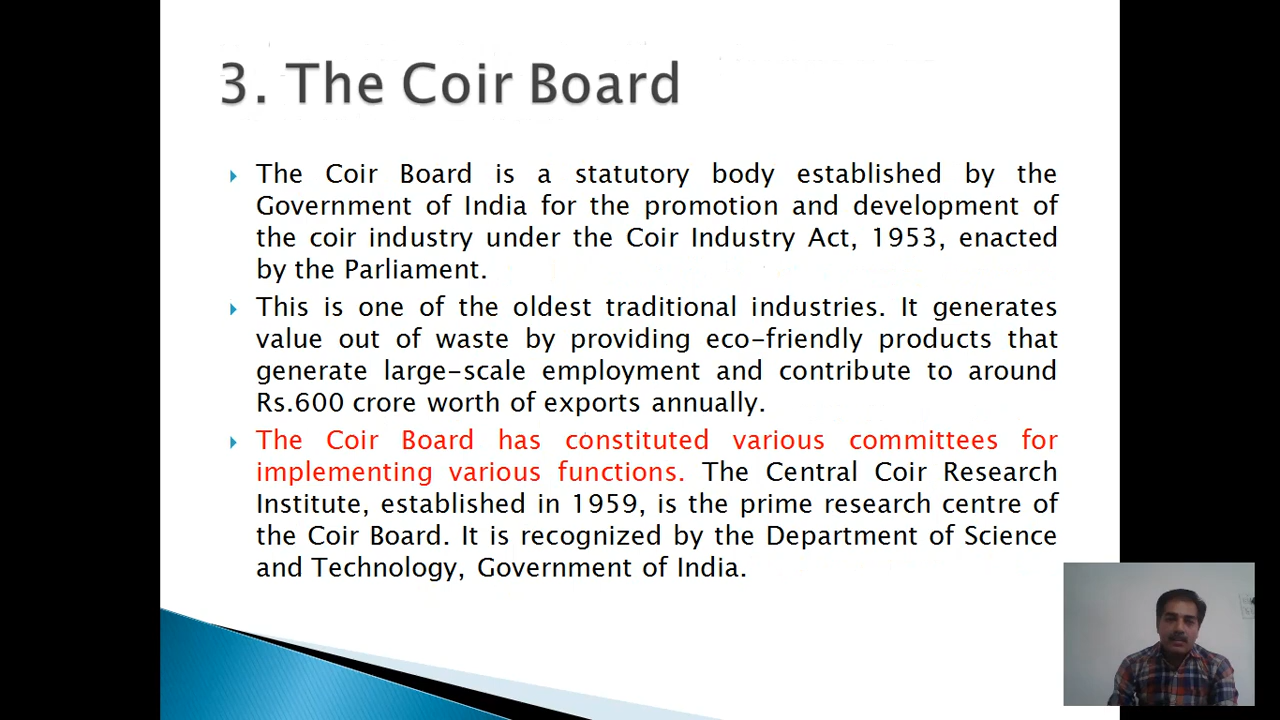 3. The Coir Board
The Coir Board is a statutory body established by the
Government of India for the promotion and development of
the coir industry under the Coir Industry Act, 1953, enacted
by the Parliament.
This is one of the oldest traditional industries. It generates
value out of waste by providing eco-friendly products that
generate large-scale employment and contribute to around
Rs.600 crore worth of exports annually.
The Coir Board has constituted various committees for
implementing various functions. The Central Coir Research
Institute, established in 1959, is the prime research centre of
the Coir Board. It is recognized by the Department of Science
and Technology, Government of India.